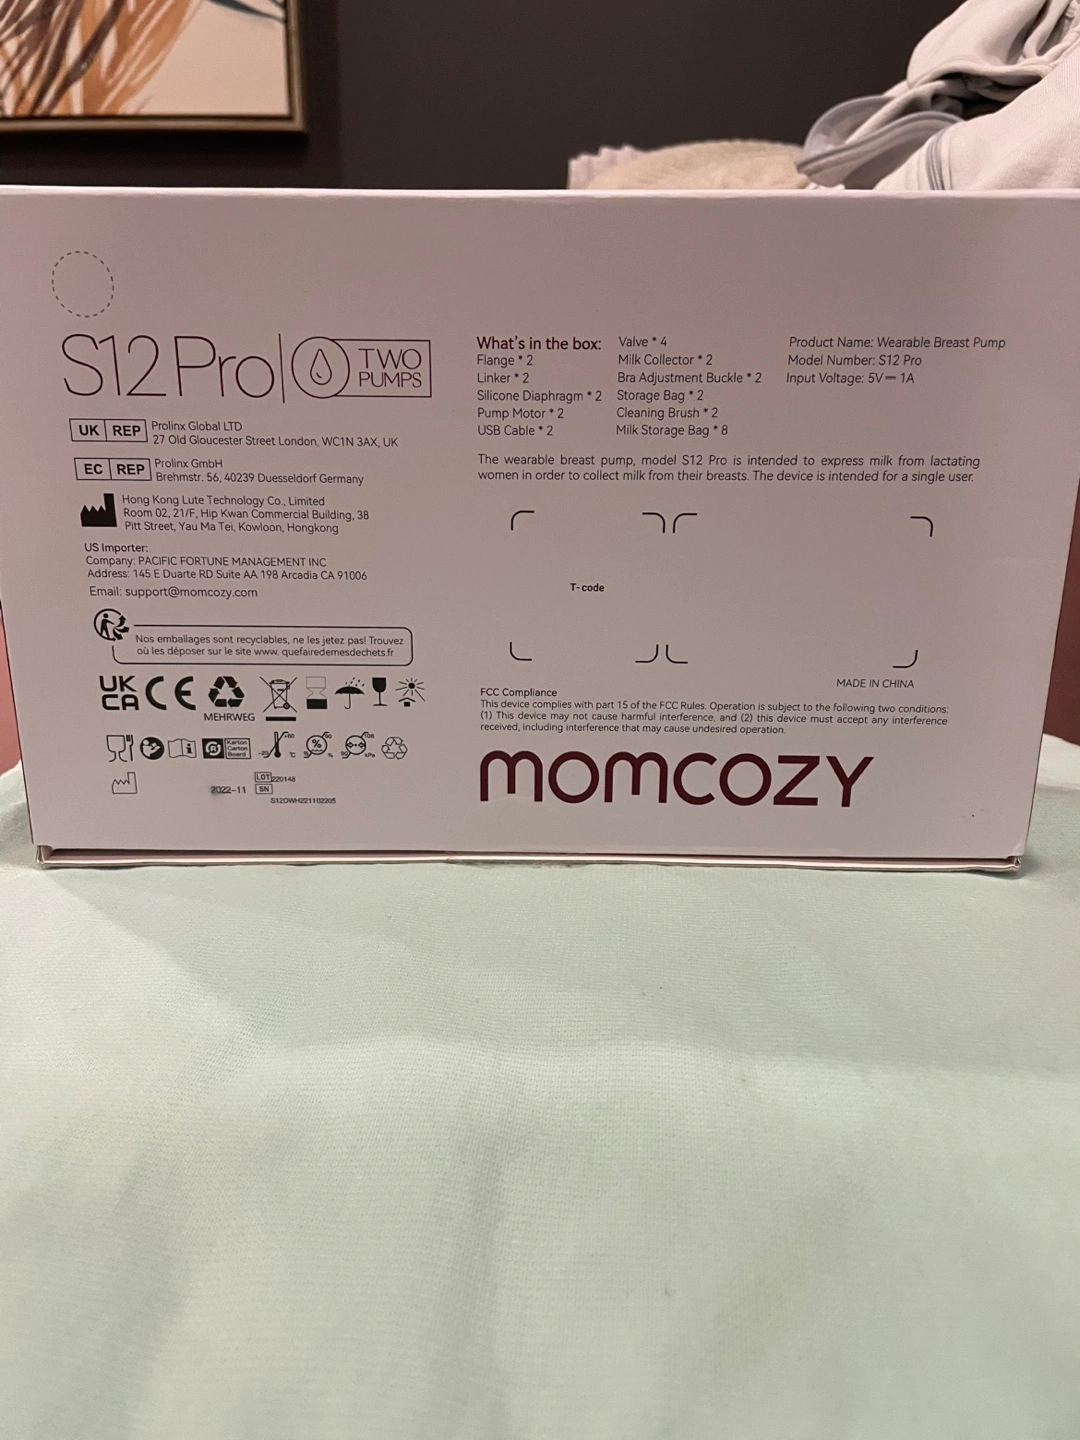 S12 Pro
TWO
PUMPS
UK REP
Prolinx Global LTD
27 Old Gloucester Street London, WC1N 3AX, UK
EC REP
Prolinx GmbH
Brehmstr. 56, 40239 Duesseldorf Germany
Hong Kong Lute Technology Co., Limited
Room 02, 21/F, Hip Kwan Commercial Building, 38
Pitt Street, Yau Ma Tei, Kowloon, Hongkong
US Importer:
Company: PACIFIC FORTUNE MANAGEMENT INC
Address: 145 E Duarte RD Suite AA 198 Arcadia CA 91006
Email: support@momcozy.com
Nos emballages sont recyclables, ne les jetez pas! Trouvez
où les déposer sur le site www. quefairedemesdechets.fr
UK
CA
CE
MEHRWEG
Karton
Carton
Board
2022-11
LOT 220148
SN
S12DWH221102205
What's in the box:
Flange * 2
Linker * 2
Silicone Diaphragm * 2
Pump Motor * 2
USB Cable * 2
Valve * 4
Milk Collector * 2
Bra Adjustment Buckle * 2
Storage Bag * 2
Cleaning Brush * 2
Milk Storage Bag * 8
Product Name: Wearable Breast Pump
Model Number: S12 Pro
Input Voltage: 5V⎓1A
The wearable breast pump, model S12 Pro is intended to express milk from lactating
women in order to collect milk from their breasts. The device is intended for a single user.
T-code
MADE IN CHINA
FCC Compliance
This device complies with part 15 of the FCC Rules. Operation is subject to the following two conditions:
(1) This device may not cause harmful interference, and (2) this device must accept any interference
received, including interference that may cause undesired operation.
momcozy